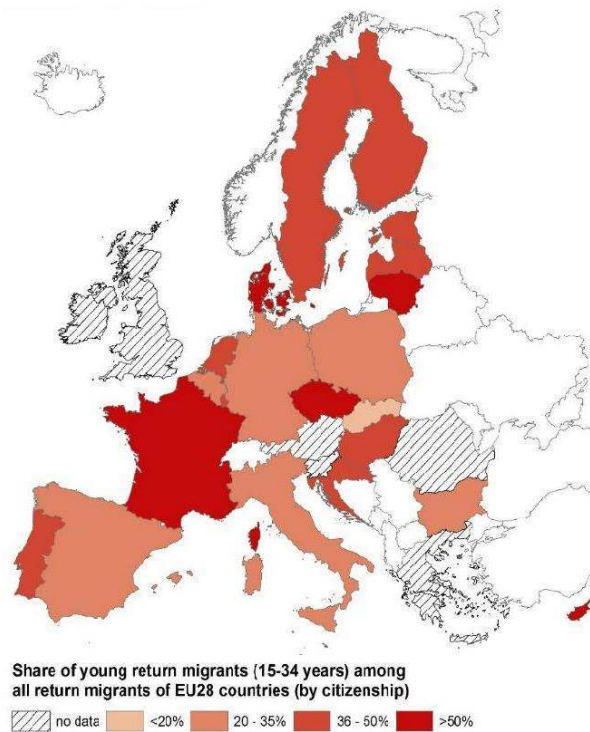 Share of young return migrants (15-34 years) among
all return migrants of EU28 countries (by citizenship)
no data <20% 20 - 35% 36 - 50% >50%